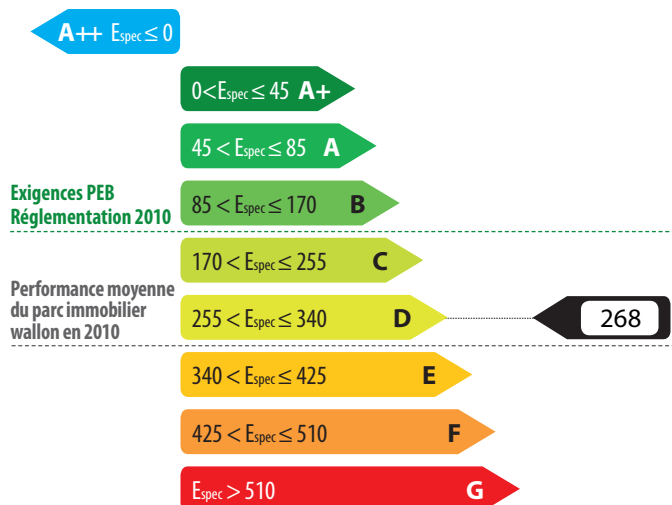 A++ Espec ≤ 0
0<Espec ≤ 45 A+
45 < Espec ≤ 85 A
Exigences PEB
Réglementation 2010
85 < Espec ≤ 170 B
170 < Espec ≤ 255 C
Performance moyenne
du parc immobilier
wallon en 2010
255 < Espec ≤ 340 D
268
340 < Espec ≤ 425 E
425 < Espec ≤ 510 F
Espec > 510 G